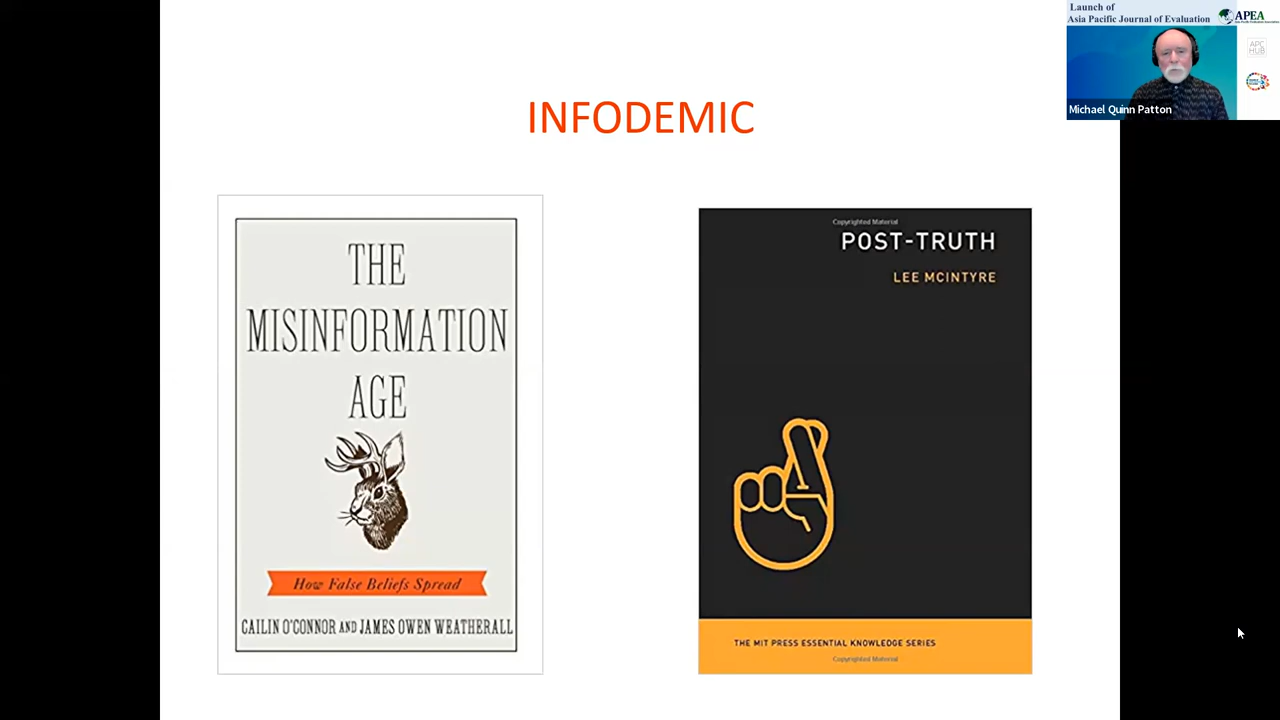 Launch of
Asia Pacific Journal of Evaluation
APEA
APC
HUB
Michael Quinn Patton
INFODEMIC
THE
MISINFORMATION
AGE
How False Beliefs Spread
CAILIN O'CONNOR AND JAMES OWEN WEATHERALL
Copyrighted Material
POST-TRUTH
LEE MCINTYRE
THE MIT PRESS ESSENTIAL KNOWLEDGE SERIES
Copyrighted Material